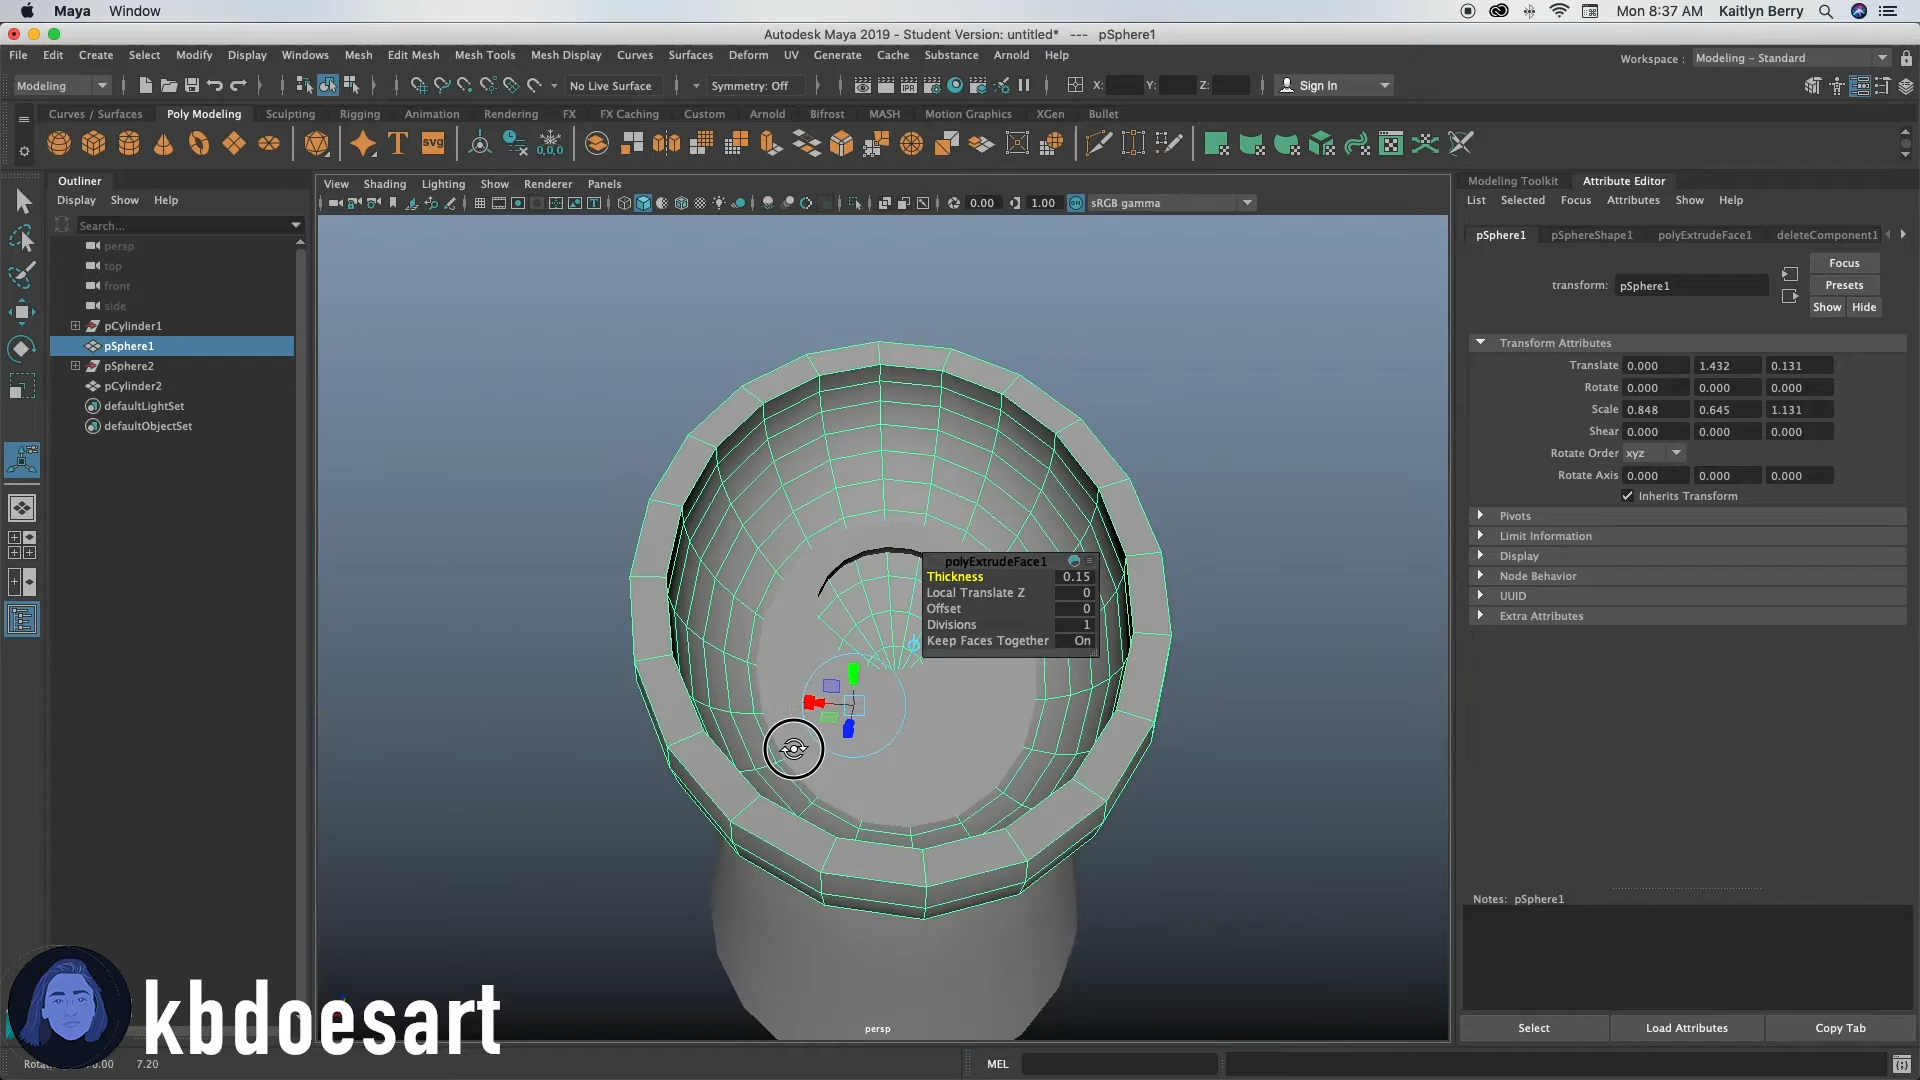 Maya Window
Mon 8:37 AM Kaitlyn Berry
Autodesk Maya 2019 - Student Version: untitled* --- pSphere1
File Edit Create Select Modify Display Windows Mesh Edit Mesh Mesh Tools Mesh Display Curves Surfaces Deform UV Generate Cache Substance Arnold Help
Workspace : Modeling - Standard
Modeling No Live Surface Symmetry: Off IPR X: Y: Z: Sign In
Curves / Surfaces Poly Modeling Sculpting Rigging Animation Rendering FX FX Caching Custom Arnold Bifrost MASH Motion Graphics XGen Bullet
T SVG 0,0,0
Outliner
Display Show Help
Search...
persp
top
front
side
pCylinder1
pSphere1
pSphere2
pCylinder2
defaultLightSet
defaultObjectSet
View Shading Lighting Show Renderer Panels
0.00 1.00 ON sRGB gamma
polyExtrudeFace1
Thickness 0.15
Local Translate Z 0
Offset 0
Divisions 1
Keep Faces Together On
persp
Modeling Toolkit Attribute Editor
List Selected Focus Attributes Show Help
pSphere1 pSphereShape1 polyExtrudeFace1 deleteComponent1
transform: pSphere1
Focus
Presets
Show Hide
Transform Attributes
Translate 0.000 1.432 0.131
Rotate 0.000 0.000 0.000
Scale 0.848 0.645 1.131
Shear 0.000 0.000 0.000
Rotate Order xyz
Rotate Axis 0.000 0.000 0.000
Inherits Transform
Pivots
Limit Information
Display
Node Behavior
UUID
Extra Attributes
Notes: pSphere1
Select Load Attributes Copy Tab
kbdoesart
7.20
MEL